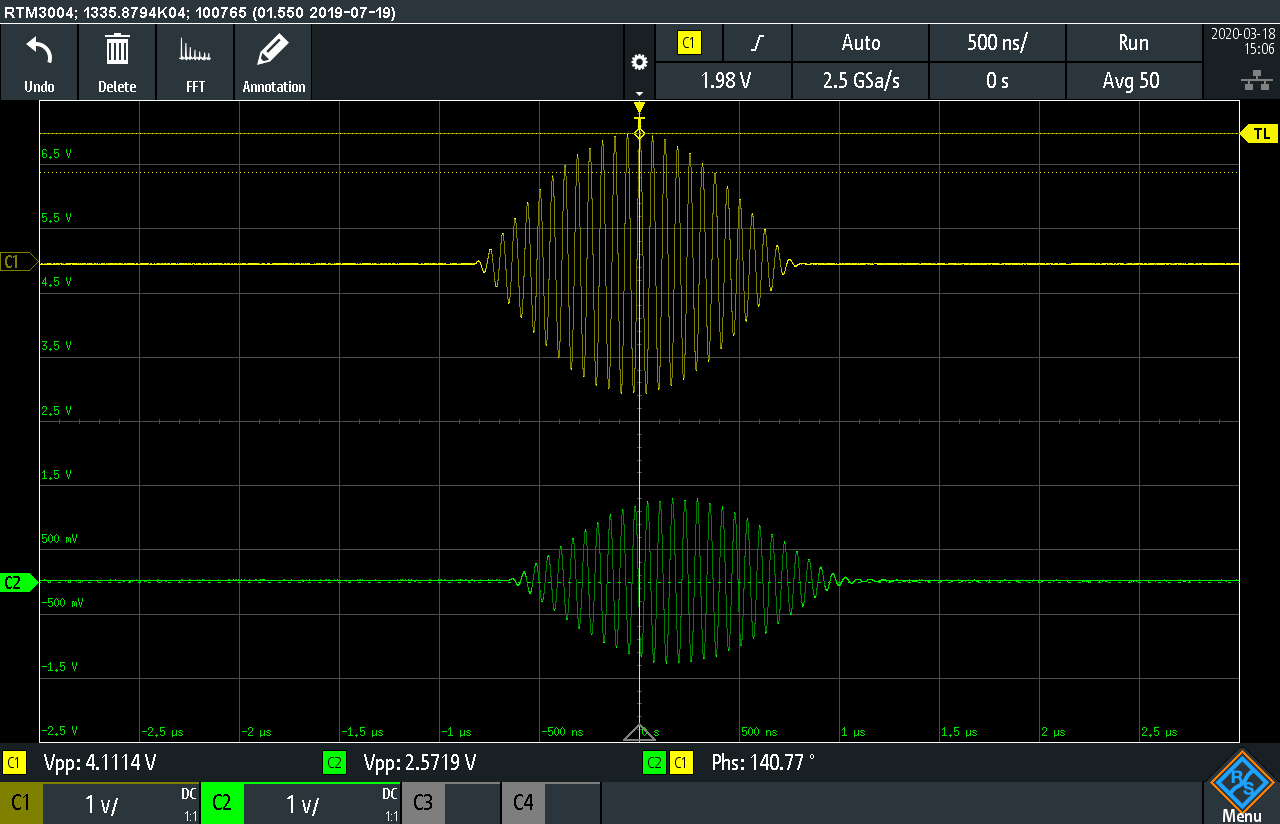 RTM3004; 1335.8794K04; 100765 (01.550 2019-07-19)
Undo Delete FFT Annotation
C1 Auto 500 ns/ Run 2020-03-18
15:06
1.98 V 2.5 GSa/s 0 s Avg 50
T
TL
6.5 V
5.5 V
C1
4.5 V
3.5 V
2.5 V
1.5 V
500 mV
C2
-500 mV
-1.5 V
-2.5 V -2.5 µs -2 µs -1.5 µs -1 µs -500 ns 0 s 500 ns 1 µs 1.5 µs 2 µs 2.5 µs
C1 Vpp: 4.1114 V C2 Vpp: 2.5719 V C2 C1 Phs: 140.77 °
C1 1 V/ DC 1:1 C2 1 V/ DC 1:1 C3 C4
R S
Menu